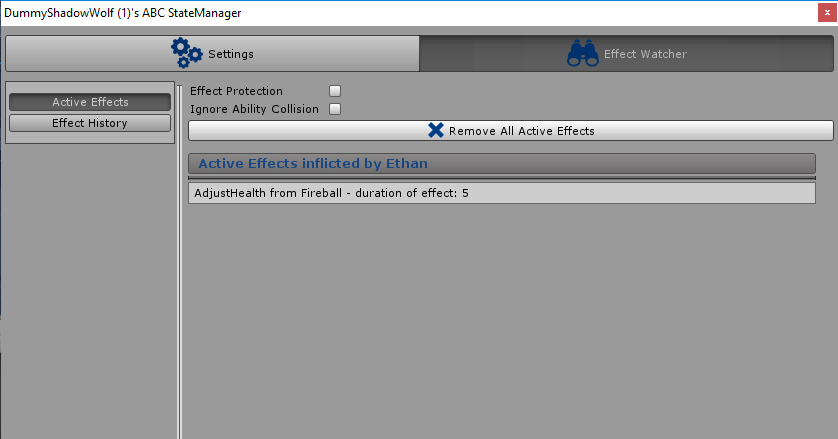 DummyShadowWolf (1)'s ABC StateManager
x
Settings
Effect Watcher
Active Effects
Effect History
Effect Protection
Ignore Ability Collision
Remove All Active Effects
Active Effects inflicted by Ethan
AdjustHealth from Fireball - duration of effect: 5